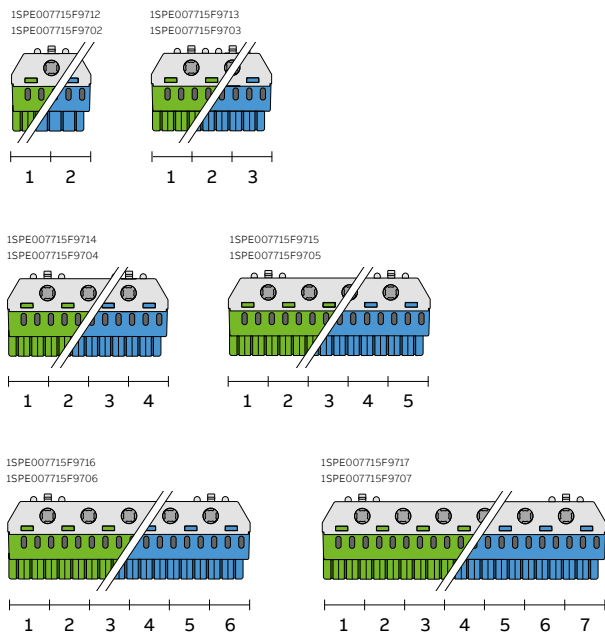 1SPE007715F9712
1SPE007715F9702
1 2
1SPE007715F9713
1SPE007715F9703
1 2 3
1SPE007715F9714
1SPE007715F9704
1 2 3 4
1SPE007715F9715
1SPE007715F9705
1 2 3 4 5
1SPE007715F9716
1SPE007715F9706
1 2 3 4 5 6
1SPE007715F9717
1SPE007715F9707
1 2 3 4 5 6 7